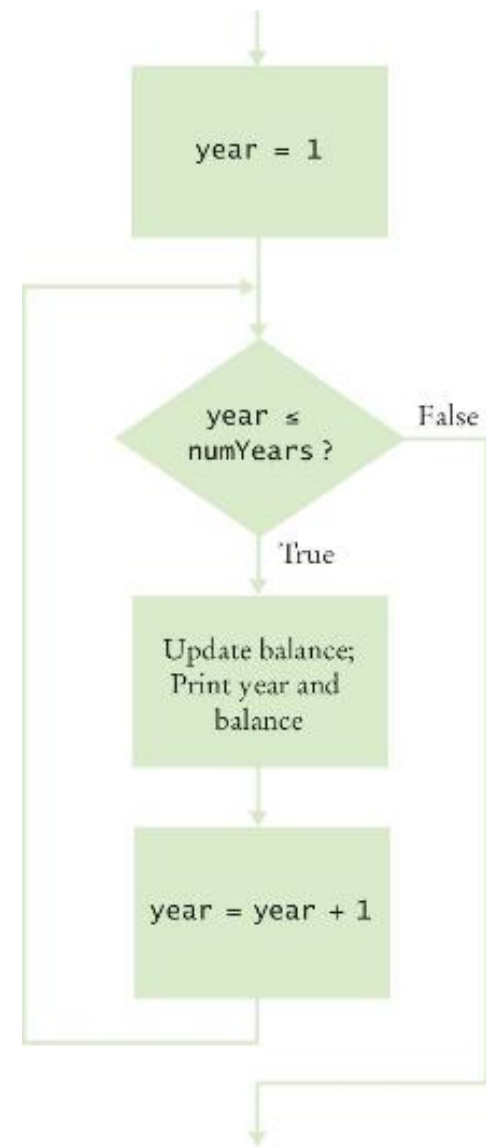 year = 1
year ≤
numYears ?
False
True
Update balance;
Print year and
balance
year = year + 1